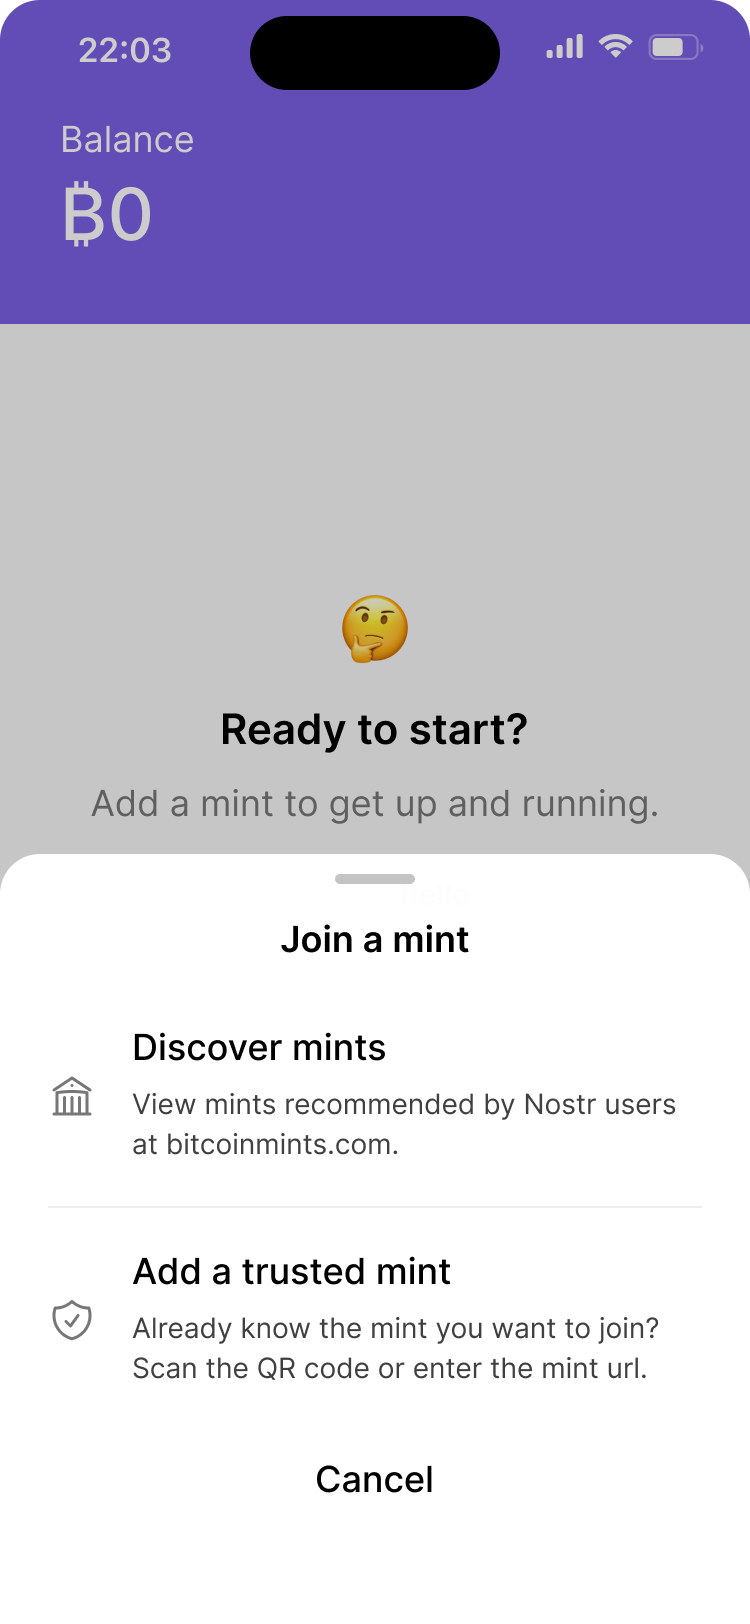 22:03
Balance
₿0
Ready to start?
Add a mint to get up and running.
Join a mint
Discover mints
View mints recommended by Nostr users
at bitcoinmints.com.
Add a trusted mint
Already know the mint you want to join?
Scan the QR code or enter the mint url.
Cancel